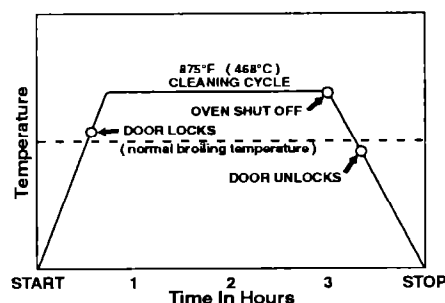 875°F (468°C)
CLEANING CYCLE
OVEN SHUT OFF
DOOR LOCKS
(normal broiling temperature)
DOOR UNLOCKS
Temperature
START 1 2 3 STOP
Time In Hours